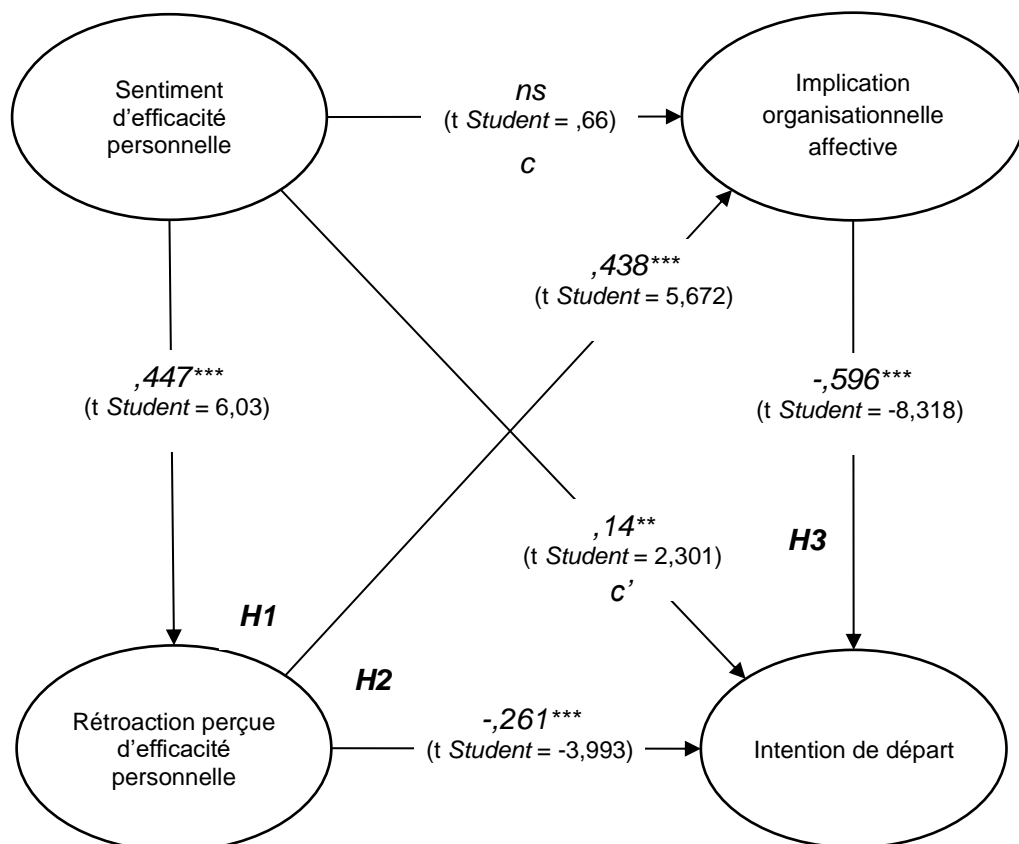 Sentiment
d’efficacité
personnelle
ns
(t Student = ,66)
c
Implication
organisationnelle
affective
,438***
(t Student = 5,672)
,447***
(t Student = 6,03)
-,596***
(t Student = -8,318)
,14**
(t Student = 2,301)
c’
H3
H1
H2
Rétroaction perçue
d’efficacité
personnelle
-,261***
(t Student = -3,993)
Intention de départ